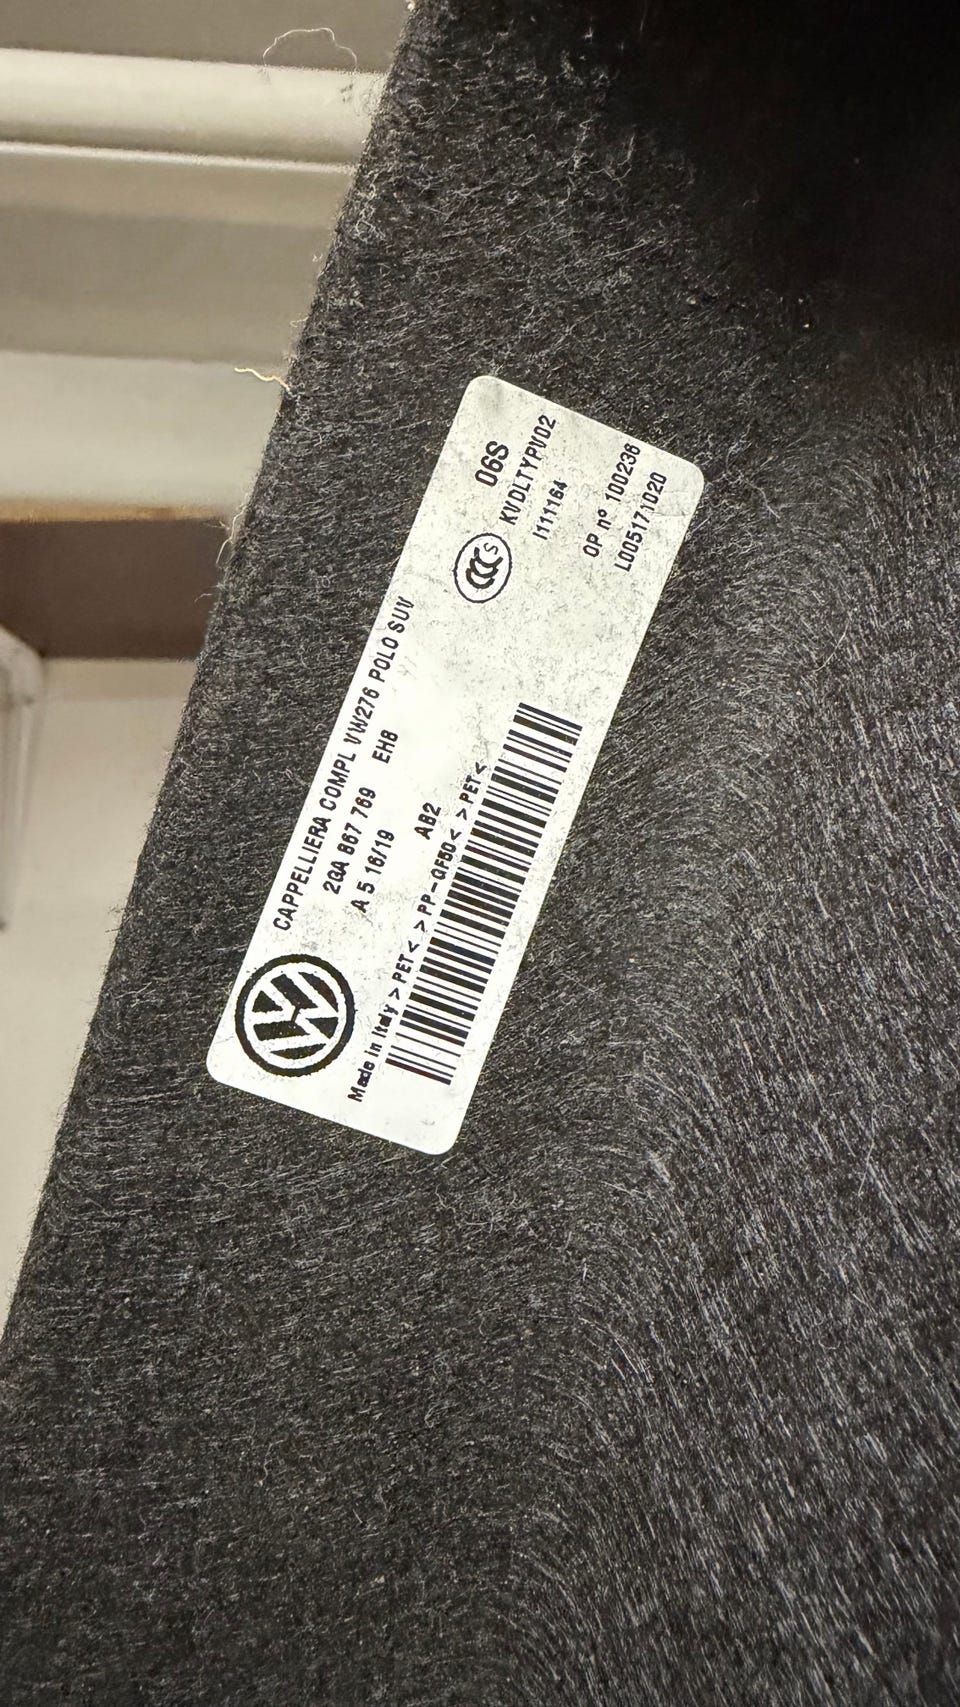 CAPPELLIERA COMPL VW276 POLO SUV
2GA 867 769 EH8
A 5 16/19
AB2
Made in Italy >PET< >PP-GF50< >PET<
CCC S
06S
KVDLTYPV02
I111164
OP n° 100236
L005171020